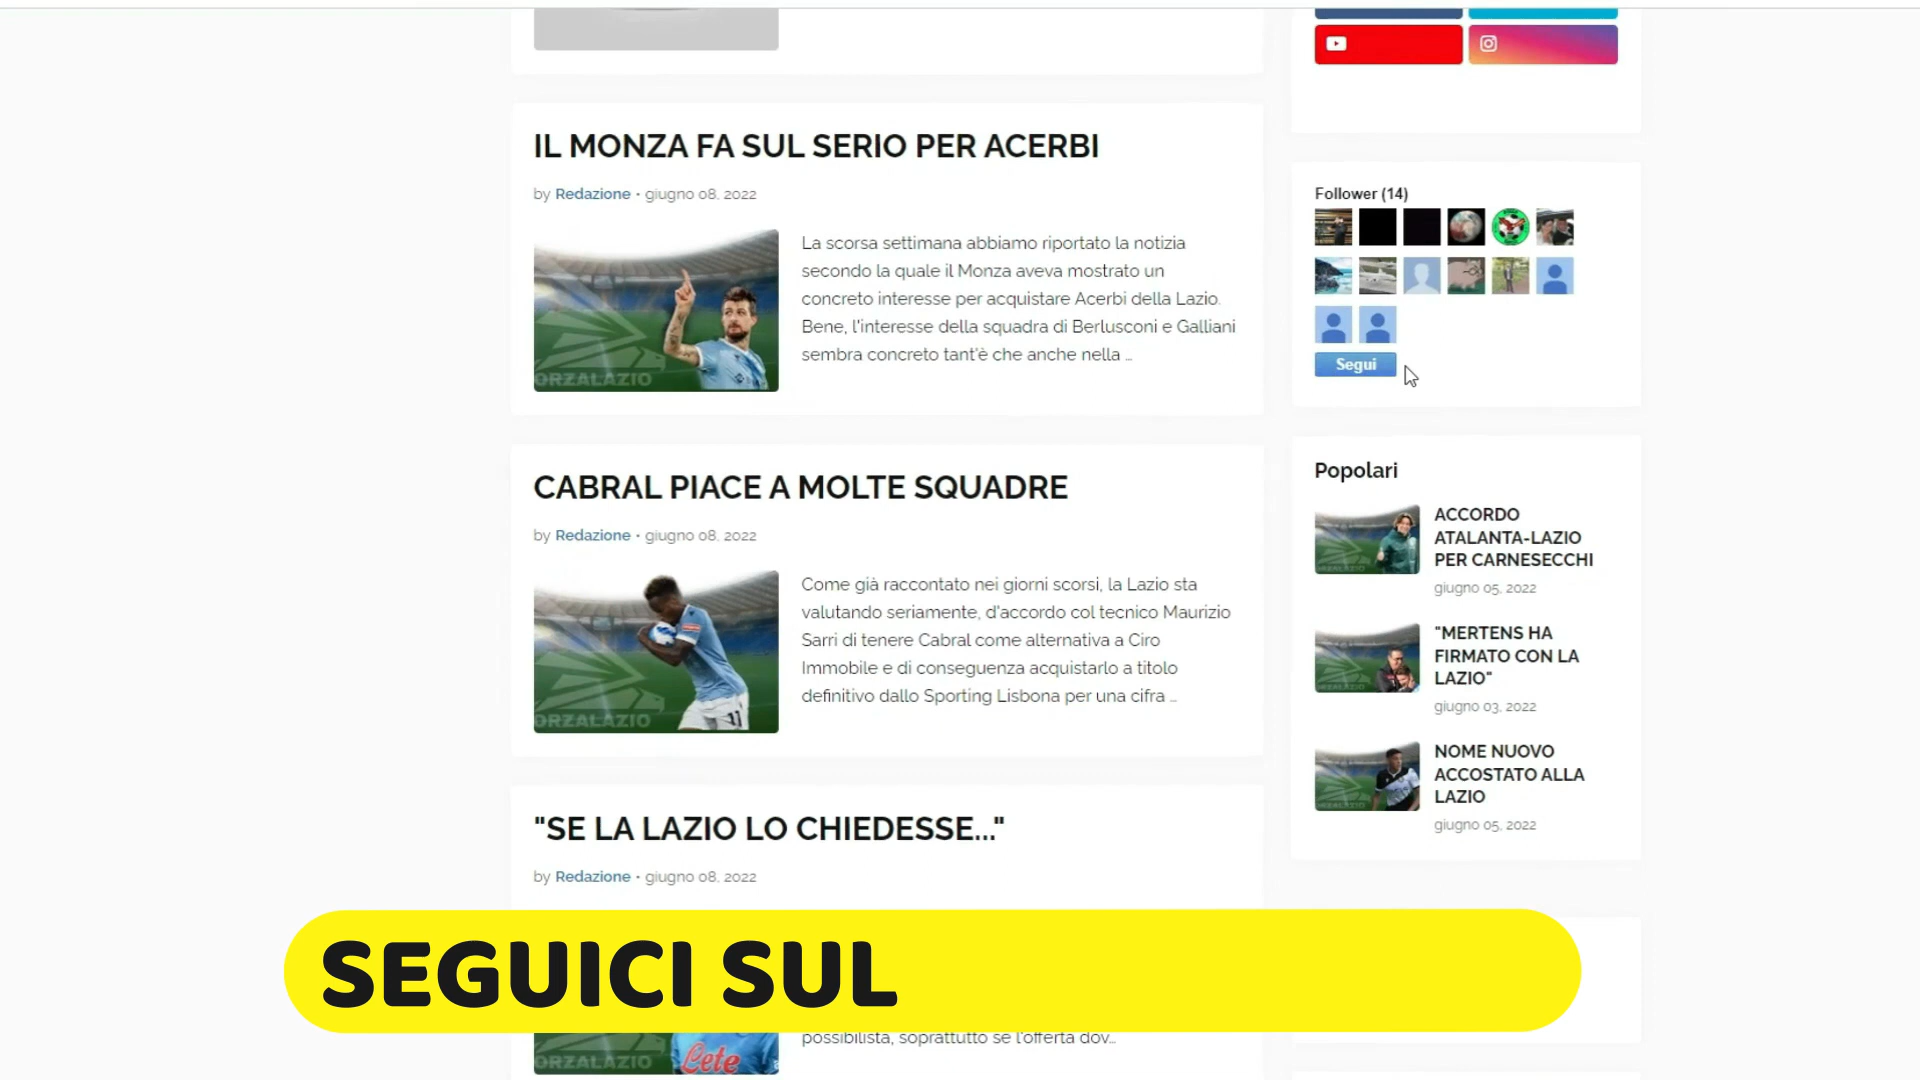 IL MONZA FA SUL SERIO PER ACERBI
by Redazione • giugno 08, 2022
La scorsa settimana abbiamo riportato la notizia
secondo la quale il Monza aveva mostrato un
concreto interesse per acquistare Acerbi della Lazio.
Bene, l'interesse della squadra di Berlusconi e Galliani
sembra concreto tant'è che anche nella ...
ORZALAZIO
CABRAL PIACE A MOLTE SQUADRE
by Redazione • giugno 08, 2022
Come già raccontato nei giorni scorsi, la Lazio sta
valutando seriamente, d'accordo col tecnico Maurizio
Sarri di tenere Cabral come alternativa a Ciro
Immobile e di conseguenza acquistarlo a titolo
definitivo dallo Sporting Lisbona per una cifra ...
ORZALAZIO
11
"SE LA LAZIO LO CHIEDESSE..."
by Redazione • giugno 08, 2022
SEGUICI SUL
possibilista, soprattutto se l'offerta dov...
ORZALAZIO
Lete
Follower (14)
Segui
Popolari
ACCORDO
ATALANTA-LAZIO
PER CARNESECCHI
giugno 05, 2022
"MERTENS HA
FIRMATO CON LA
LAZIO"
giugno 03, 2022
NOME NUOVO
ACCOSTATO ALLA
LAZIO
giugno 05, 2022